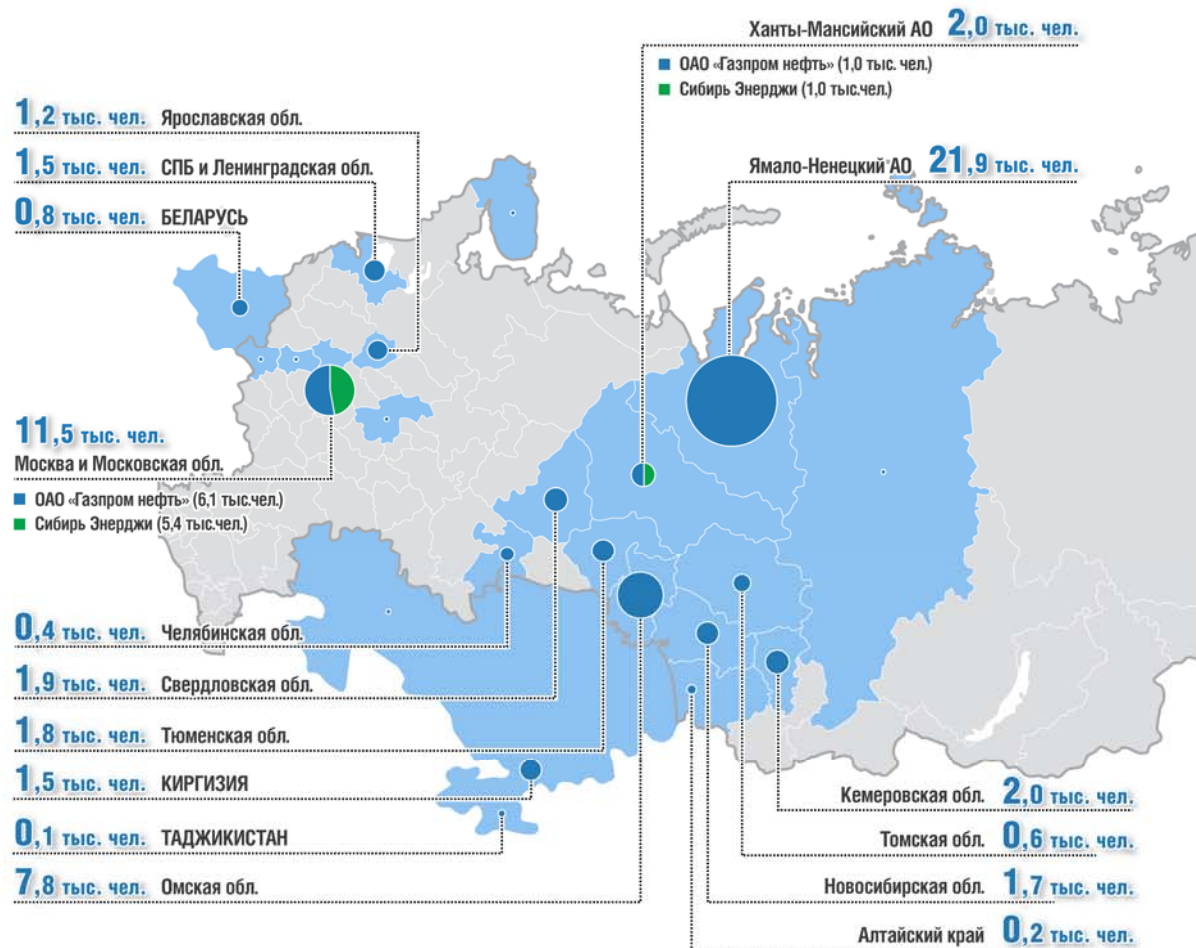 Ханты-Мансийский АО 2,0 тыс. чел.
ОАО «Газпром нефть» (1,0 тыс. чел.)
Сибирь Энерджи (1,0 тыс.чел.)
1,2 тыс. чел. Ярославская обл.
1,5 тыс. чел. СПБ и Ленинградская обл.
Ямало-Ненецкий АО 21,9 тыс. чел.
0,8 тыс. чел. БЕЛАРУСЬ
11,5 тыс. чел.
Москва и Московская обл.
ОАО «Газпром нефть» (6,1 тыс.чел.)
Сибирь Энерджи (5,4 тыс.чел.)
0,4 тыс. чел. Челябинская обл.
1,9 тыс. чел. Свердловская обл.
1,8 тыс. чел. Тюменская обл.
1,5 тыс. чел. КИРГИЗИЯ
0,1 тыс. чел. ТАДЖИКИСТАН
7,8 тыс. чел. Омская обл.
Кемеровская обл. 2,0 тыс. чел.
Томская обл. 0,6 тыс. чел.
Новосибирская обл. 1,7 тыс. чел.
Алтайский край 0,2 тыс. чел.